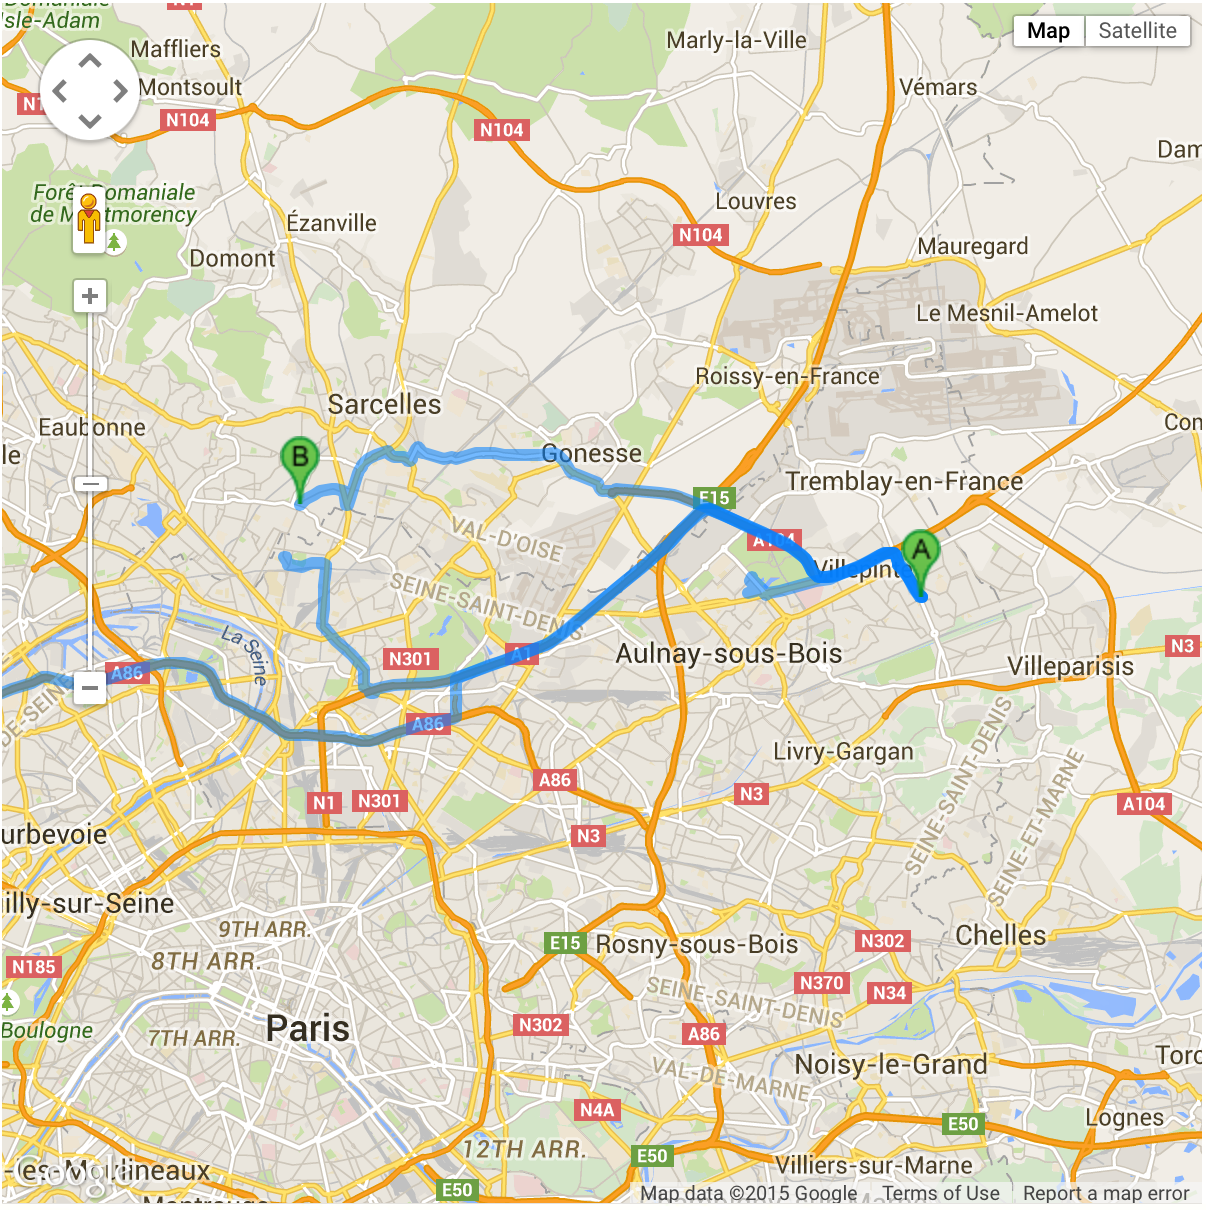 Isle-Adam
Maffliers
Marly-la-Ville
Map
Satellite
Montsoult
Vémars
N104
N104
Dam
Forêt Domaniale
de Montmorency
Louvres
Ézanville
N104
Domont
Mauregard
Le Mesnil-Amelot
Roissy-en-France
Sarcelles
Eaubonne
Con
lle
B
Gonesse
Tremblay-en-France
E15
VAL-D'OISE
A104
A
Villepinte
SEINE-SAINT-DENIS
La Seine
N301
A1
Aulnay-sous-Bois
N3
A86
Villeparisis
DE-SEIN
A86
Livry-Gargan
SEINE-SAINT-DENIS
SEINE-ET-MARNE
A86
N1
N301
N3
A104
urbevoie
N3
illy-sur-Seine
9TH ARR.
8TH ARR.
E15
Rosny-sous-Bois
N302
Chelles
N185
N370
N34
SEINE-SAINT-DENIS
Boulogne
7TH ARR.
Paris
N302
A86
VAL-DE-MARNE
Noisy-le-Grand
Torc
N4A
Lognes
E50
12TH ARR.
E50
-les-Moulineaux
Google
Villiers-sur-Marne
E50
Montrouge
Map data ©2015 Google
Terms of Use
Report a map error